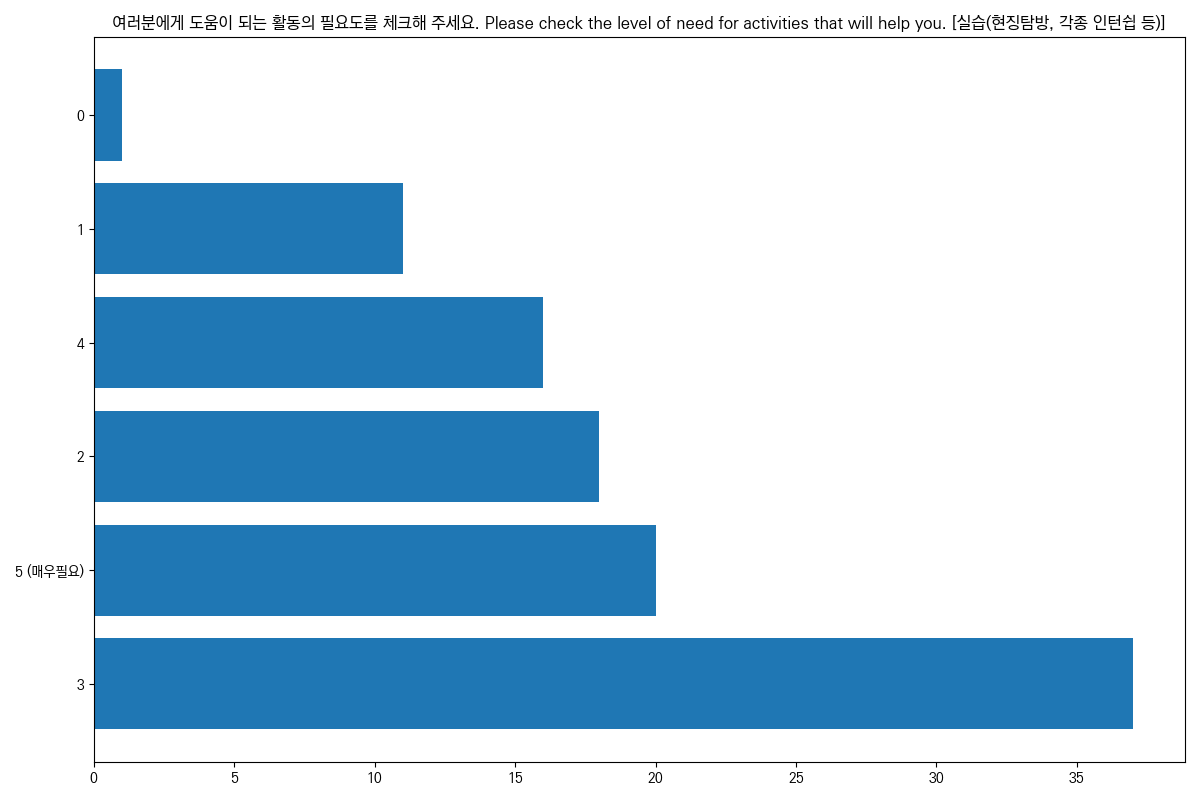 여러분에게 도움이 되는 활동의 필요도를 체크해 주세요. Please check the level of need for activities that will help you. [실습(현징탐방, 각종 인턴쉽 등)]
0
1
4
2
5 (매우필요)
3
0 5 10 15 20 25 30 35